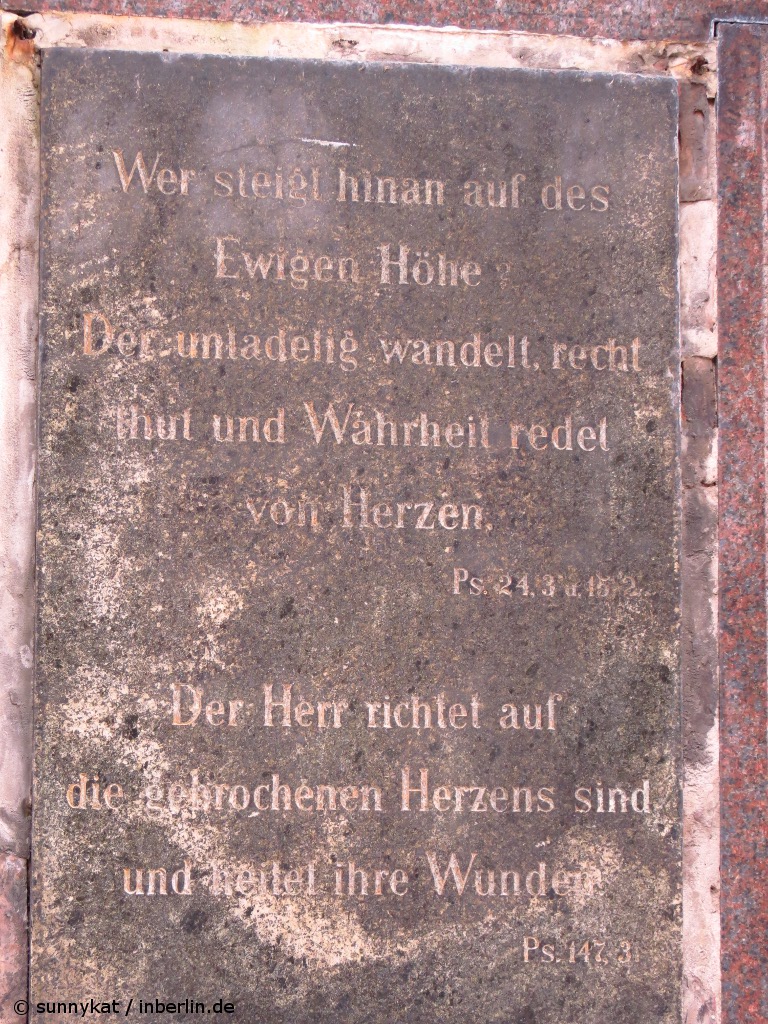 Wer steigt hinan auf des
Ewigen Höhe ?
Der untadelig wandelt, recht
thut und Wahrheit redet
von Herzen.
Ps. 24, 3 u. 15, 2.
Der Herr richtet auf
die gebrochenen Herzens sind
und heilet ihre Wunden
Ps. 147, 3
© sunnykat / inberlin.de